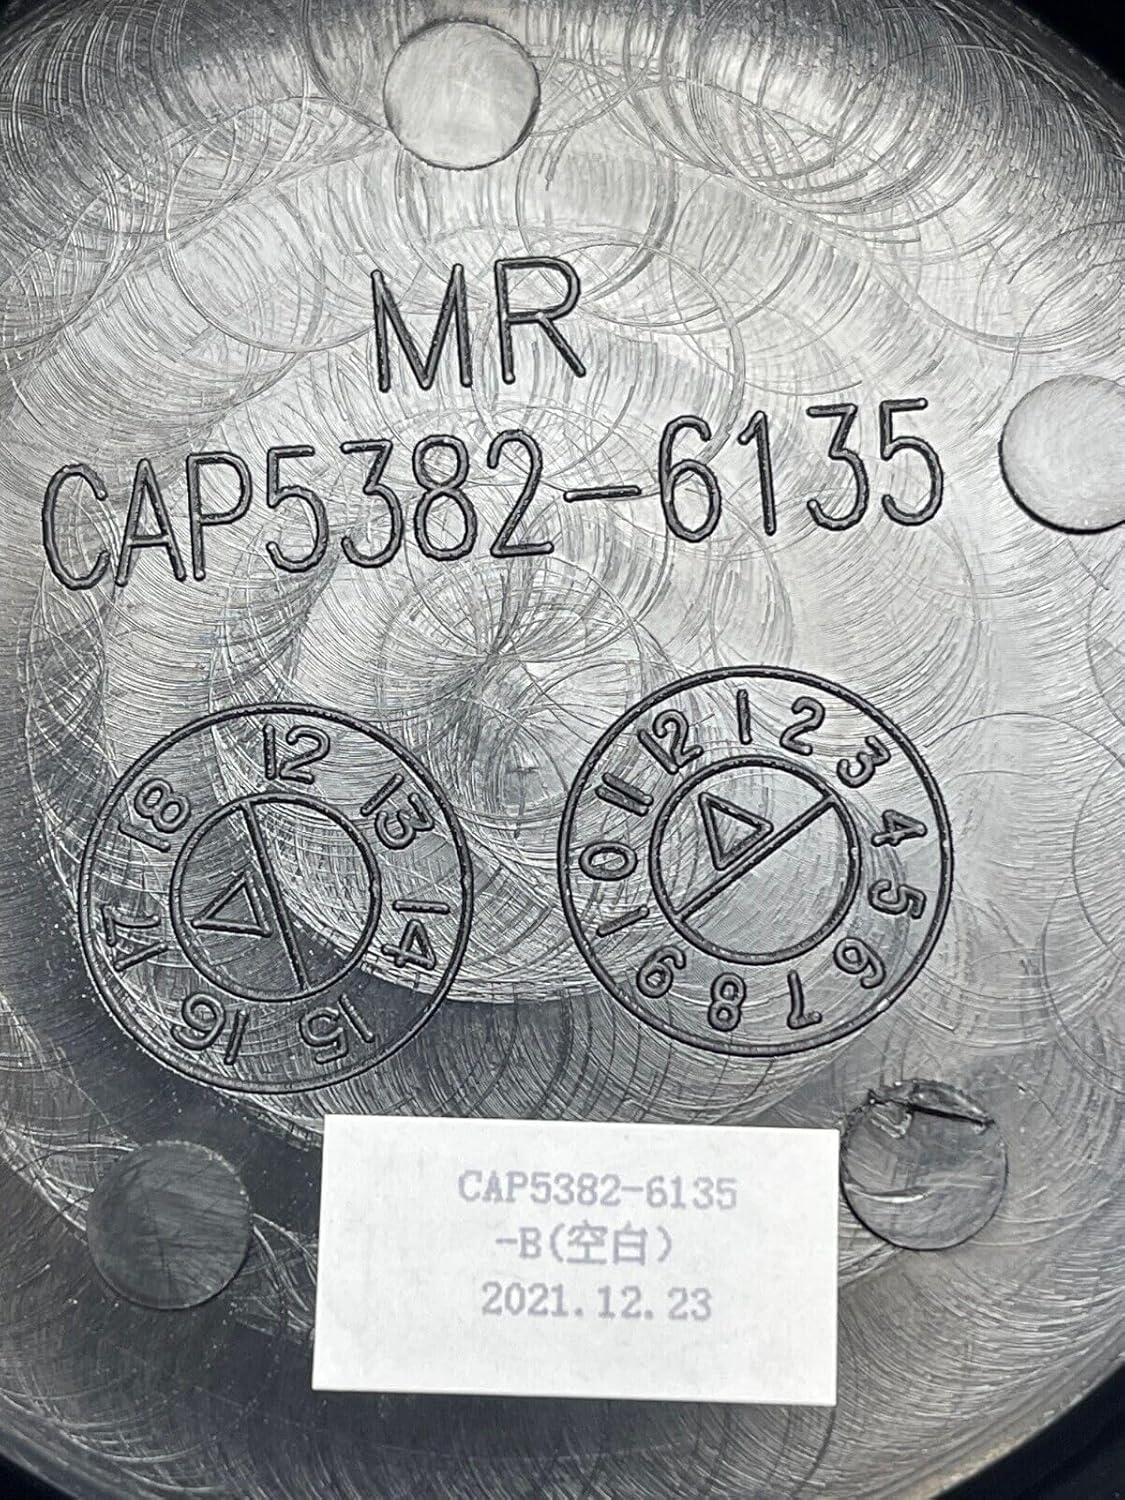 MR
CAP5382-6135
12 13 14 15 16 17 18
1 2 3 4 5 6 7 8 9 10 11 12
CAP5382-6135
-B(空白)
2021.12.23